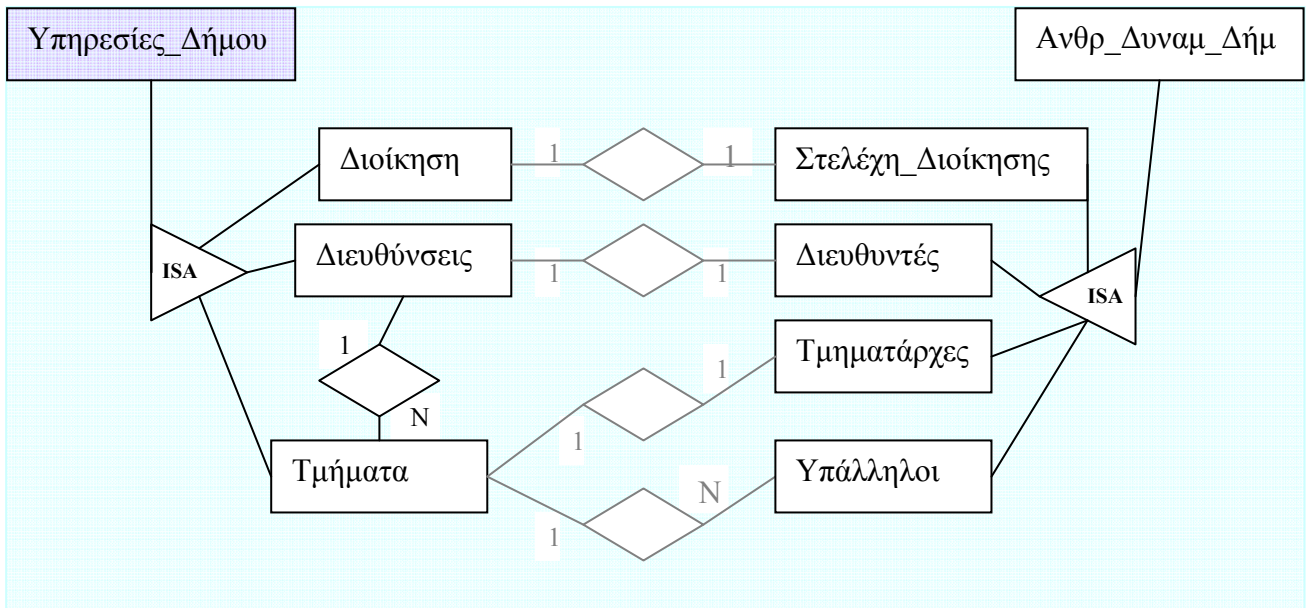 Υπηρεσίες_Δήμου
Ανθρ_Δυναμ_Δήμ
Διοίκηση
1
1
Στελέχη_Διοίκησης
ISA
Διευθύνσεις
1
1
Διευθυντές
ISA
1
N
1
1
Τμηματάρχες
Τμήματα
1
N
Υπάλληλοι